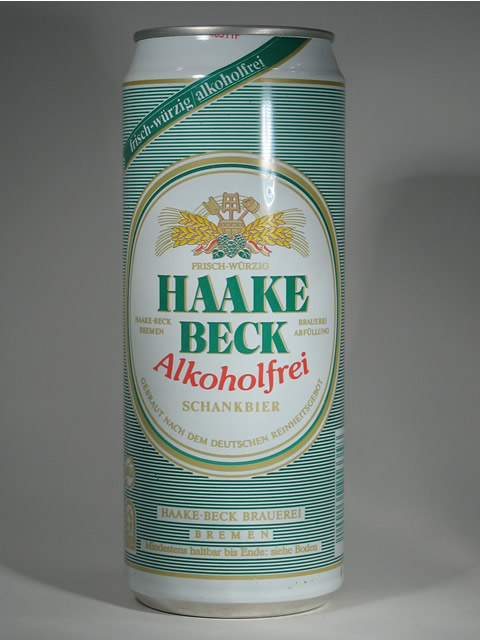 frisch-würzig/alkoholfrei
FRISCH-WÜRZIG
HAAKE
BECK
HAAKE-BECK
BREMEN
BRAUEREI
ABFÜLLUNG
Alkoholfrei
SCHANKBIER
GEBRAUT NACH DEM DEUTSCHEN REINHEITSGEBOT
HAAKE-BECK BRAUEREI
BREMEN
Mindestens haltbar bis Ende: siehe Boden